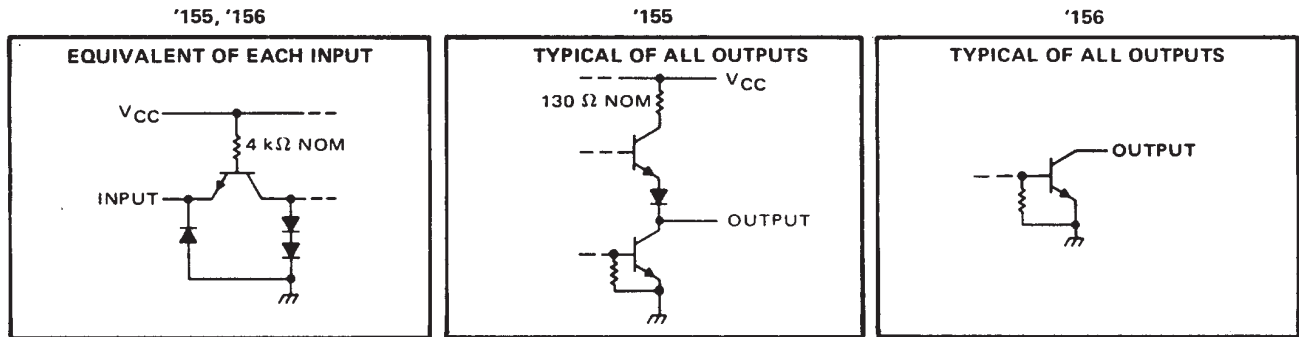 '155, '156
EQUIVALENT OF EACH INPUT
VCC
4 kΩ NOM
INPUT
'155
TYPICAL OF ALL OUTPUTS
VCC
130 Ω NOM
OUTPUT
'156
TYPICAL OF ALL OUTPUTS
OUTPUT